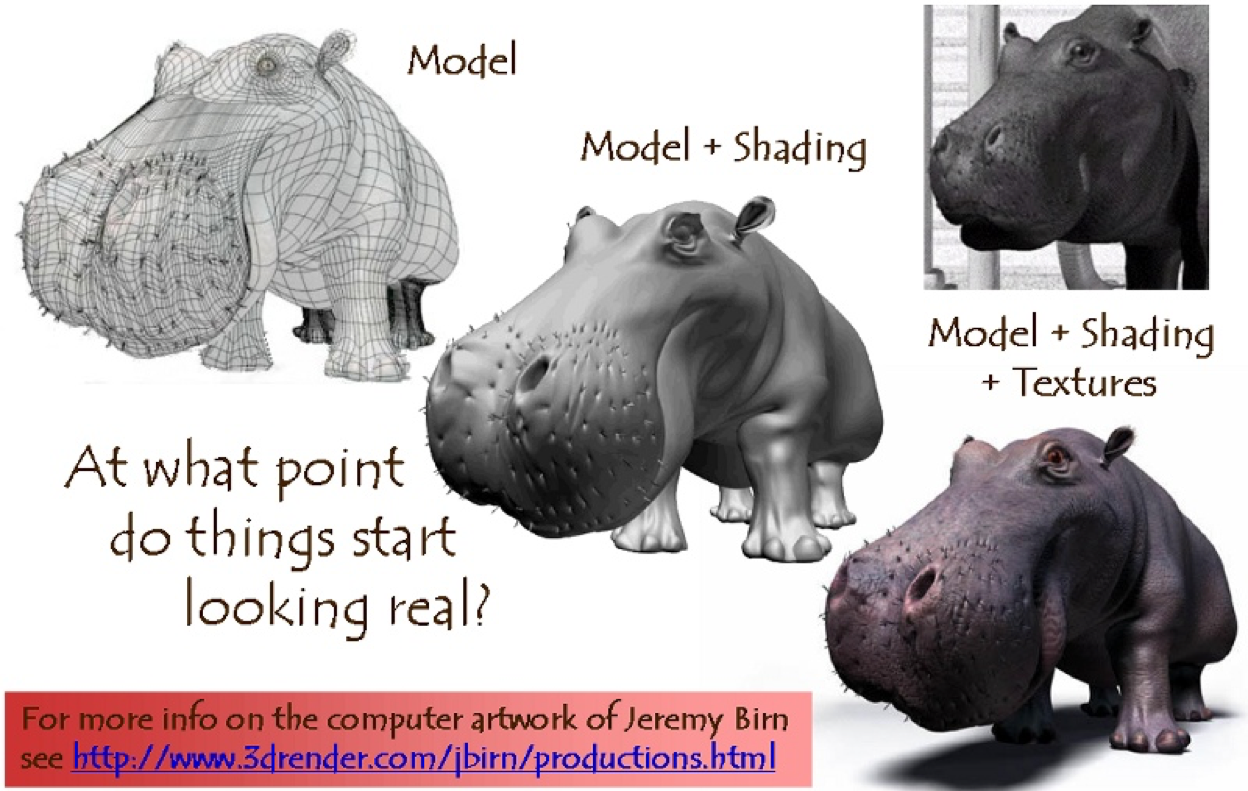 Model
Model + Shading
Model + Shading
+ Textures
At what point
do things start
looking real?
For more info on the computer artwork of Jeremy Birn
see http://www.3drender.com/jbirn/productions.html